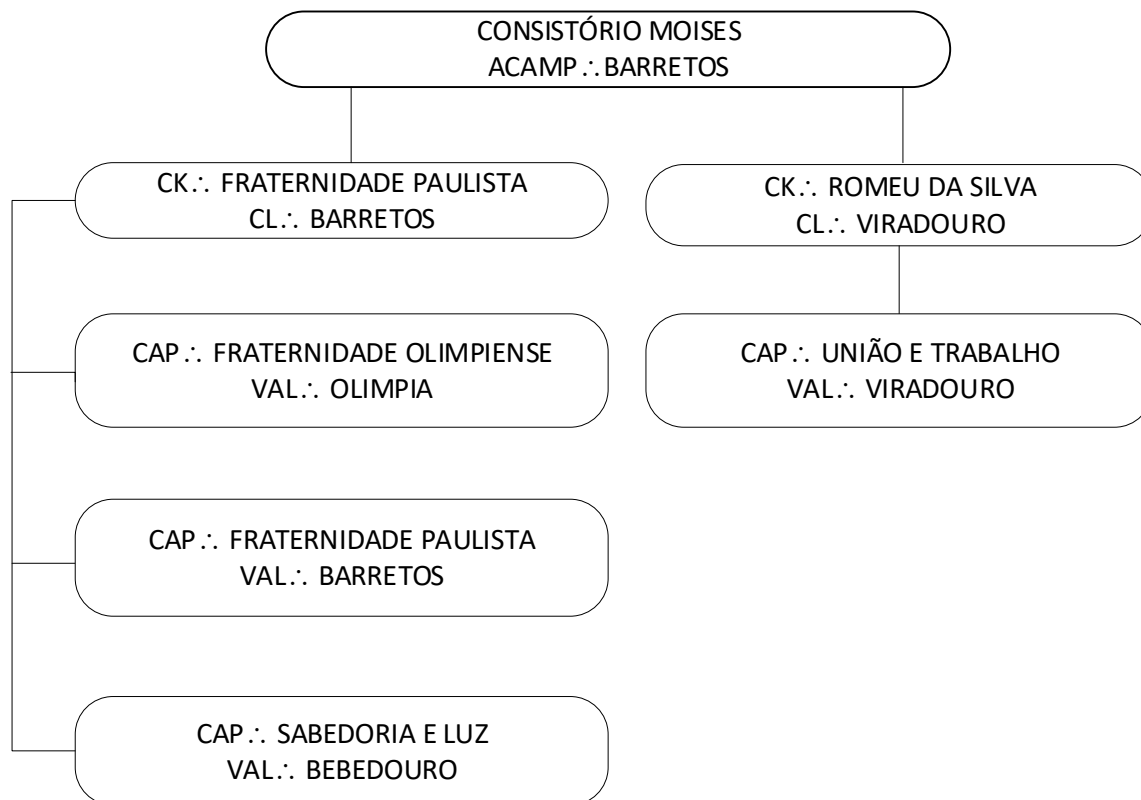 CONSISTÓRIO MOISES
ACAMP∴BARRETOS
CK∴ FRATERNIDADE PAULISTA
CL∴ BARRETOS
CK∴ ROMEU DA SILVA
CL∴ VIRADOURO
CAP∴ FRATERNIDADE OLIMPIENSE
VAL∴ OLIMPIA
CAP∴ UNIÃO E TRABALHO
VAL∴ VIRADOURO
CAP∴ FRATERNIDADE PAULISTA
VAL∴ BARRETOS
CAP∴ SABEDORIA E LUZ
VAL∴ BEBEDOURO